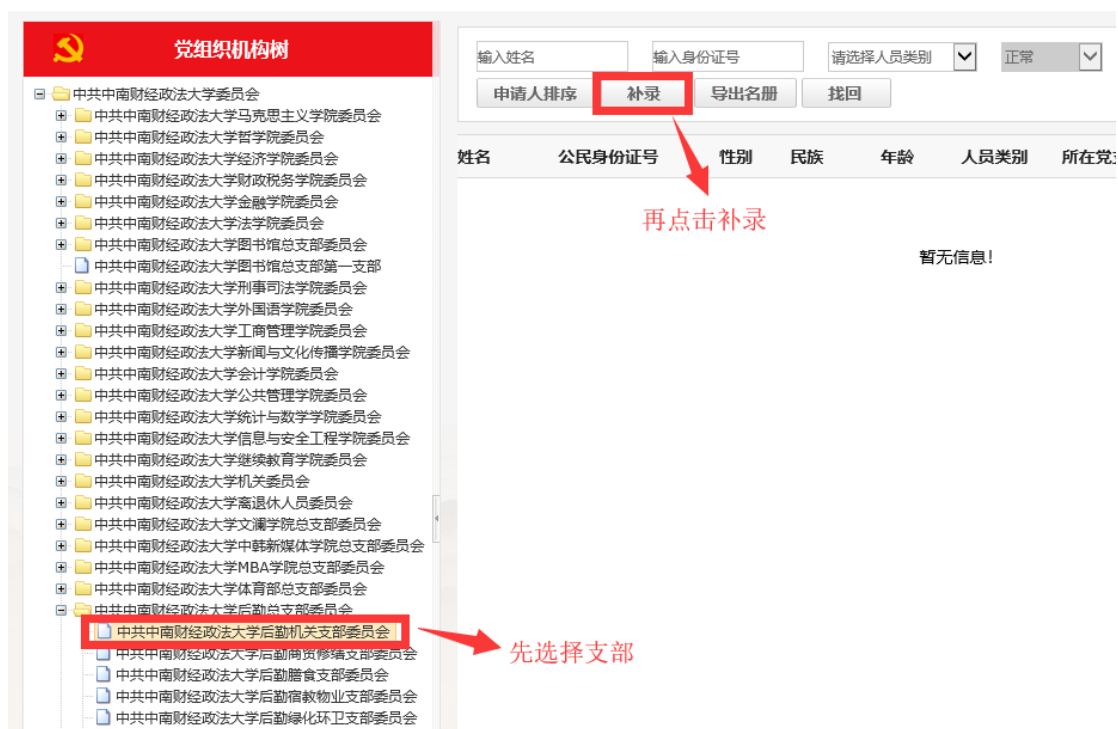 党组织机构树
中共中南财经政法大学委员会
中共中南财经政法大学马克思主义学院委员会
中共中南财经政法大学哲学院委员会
中共中南财经政法大学经济学院委员会
中共中南财经政法大学财政税务学院委员会
中共中南财经政法大学金融学院委员会
中共中南财经政法大学法学院委员会
中共中南财经政法大学图书馆总支部委员会
中共中南财经政法大学图书馆总支部第一支部
中共中南财经政法大学刑事司法学院委员会
中共中南财经政法大学外国语学院委员会
中共中南财经政法大学工商管理学院委员会
中共中南财经政法大学新闻与文化传播学院委员会
中共中南财经政法大学会计学院委员会
中共中南财经政法大学公共管理学院委员会
中共中南财经政法大学统计与数学学院委员会
中共中南财经政法大学信息与安全工程学院委员会
中共中南财经政法大学继续教育学院委员会
中共中南财经政法大学机关委员会
中共中南财经政法大学离退休人员委员会
中共中南财经政法大学文澜学院总支部委员会
中共中南财经政法大学中韩新媒体学院总支部委员会
中共中南财经政法大学MBA学院总支部委员会
中共中南财经政法大学体育部总支部委员会
中共中南财经政法大学后勤总支部委员会
中共中南财经政法大学后勤机关支部委员会
中共中南财经政法大学后勤商贸修缮支部委员会
中共中南财经政法大学后勤膳食支部委员会
中共中南财经政法大学后勤宿教物业支部委员会
中共中南财经政法大学后勤绿化环卫支部委员会
输入姓名 输入身份证号 请选择人员类别 正常
申请人排序 补录 导出名册 找回
姓名 公民身份证号 性别 民族 年龄 人员类别 所在党支
再点击补录
暂无信息!
先选择支部